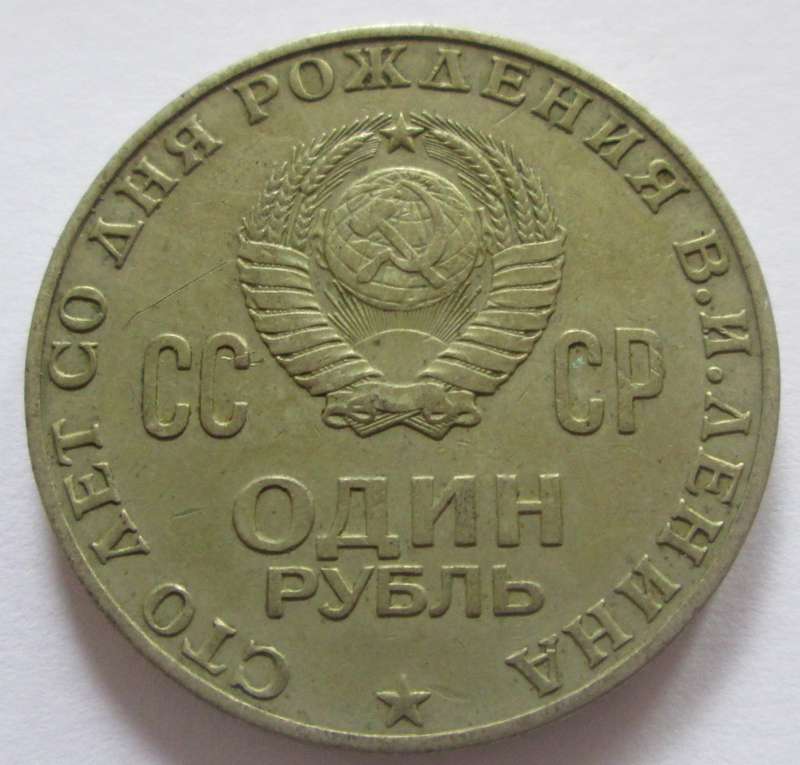 СТО ЛЕТ СО ДНЯ РОЖДЕНИЯ В.И.ЛЕНИНА
СС СР
ОДИН
РУБЛЬ